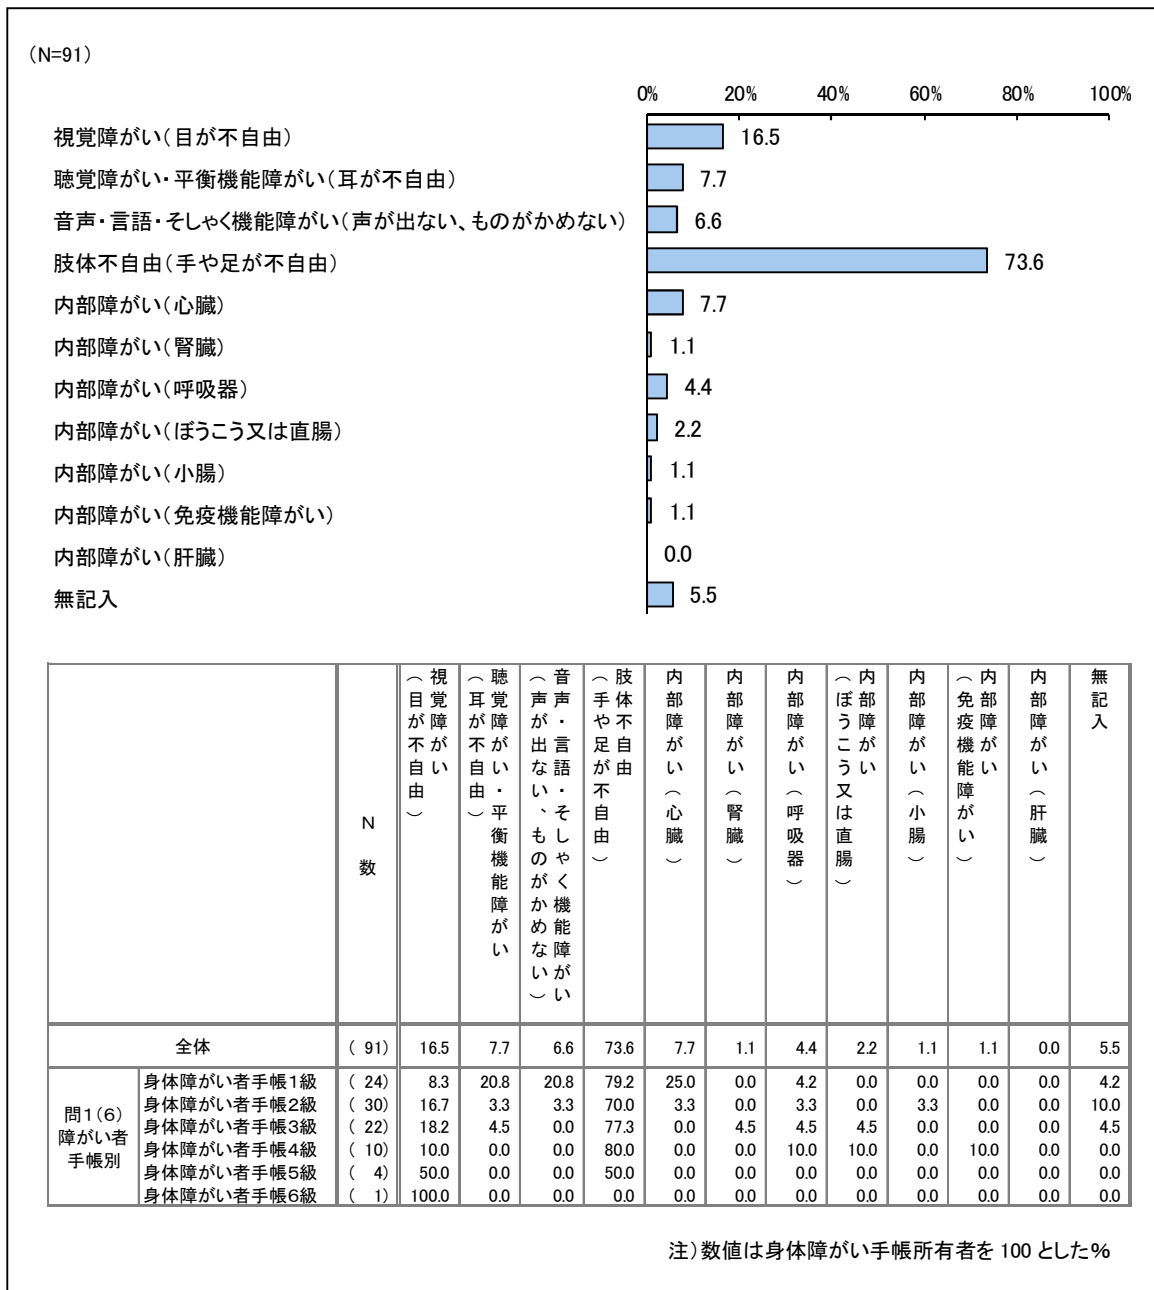 (N=91)
0% 20% 40% 60% 80% 100%
視覚障がい(目が不自由) 16.5
聴覚障がい・平衡機能障がい(耳が不自由) 7.7
音声・言語・そしゃく機能障がい(声が出ない、ものがかめない) 6.6
肢体不自由(手や足が不自由) 73.6
内部障がい(心臓) 7.7
内部障がい(腎臓) 1.1
内部障がい(呼吸器) 4.4
内部障がい(ぼうこう又は直腸) 2.2
内部障がい(小腸) 1.1
内部障がい(免疫機能障がい) 1.1
内部障がい(肝臓) 0.0
無記入 5.5
N数
視覚障がい
(目が不自由)
聴覚障がい・平衡機能障がい
(耳が不自由)
音声・言語・そしゃく機能障がい
(声が出ない、ものがかめない)
肢体不自由
(手や足が不自由)
内部障がい(心臓)
内部障がい(腎臓)
内部障がい(呼吸器)
内部障がい
(ぼうこう又は直腸)
内部障がい(小腸)
内部障がい
(免疫機能障がい)
内部障がい(肝臓)
無記入
全体 ( 91) 16.5 7.7 6.6 73.6 7.7 1.1 4.4 2.2 1.1 1.1 0.0 5.5
問1(6)
障がい者
手帳別
身体障がい者手帳1級 ( 24) 8.3 20.8 20.8 79.2 25.0 0.0 4.2 0.0 0.0 0.0 0.0 4.2
身体障がい者手帳2級 ( 30) 16.7 3.3 3.3 70.0 3.3 0.0 3.3 0.0 3.3 0.0 0.0 10.0
身体障がい者手帳3級 ( 22) 18.2 4.5 0.0 77.3 0.0 4.5 4.5 4.5 0.0 0.0 0.0 4.5
身体障がい者手帳4級 ( 10) 10.0 0.0 0.0 80.0 0.0 0.0 10.0 10.0 0.0 10.0 0.0 0.0
身体障がい者手帳5級 ( 4) 50.0 0.0 0.0 50.0 0.0 0.0 0.0 0.0 0.0 0.0 0.0 0.0
身体障がい者手帳6級 ( 1) 100.0 0.0 0.0 0.0 0.0 0.0 0.0 0.0 0.0 0.0 0.0 0.0
注)数値は身体障がい手帳所有者を 100 とした%